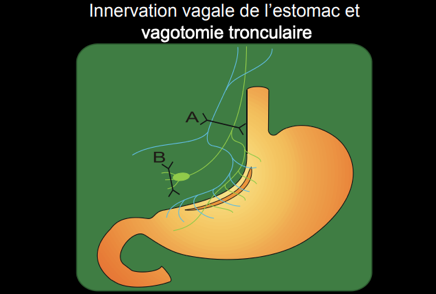 Innervation vagale de l'estomac et
vagotomie tronculaire
A
B